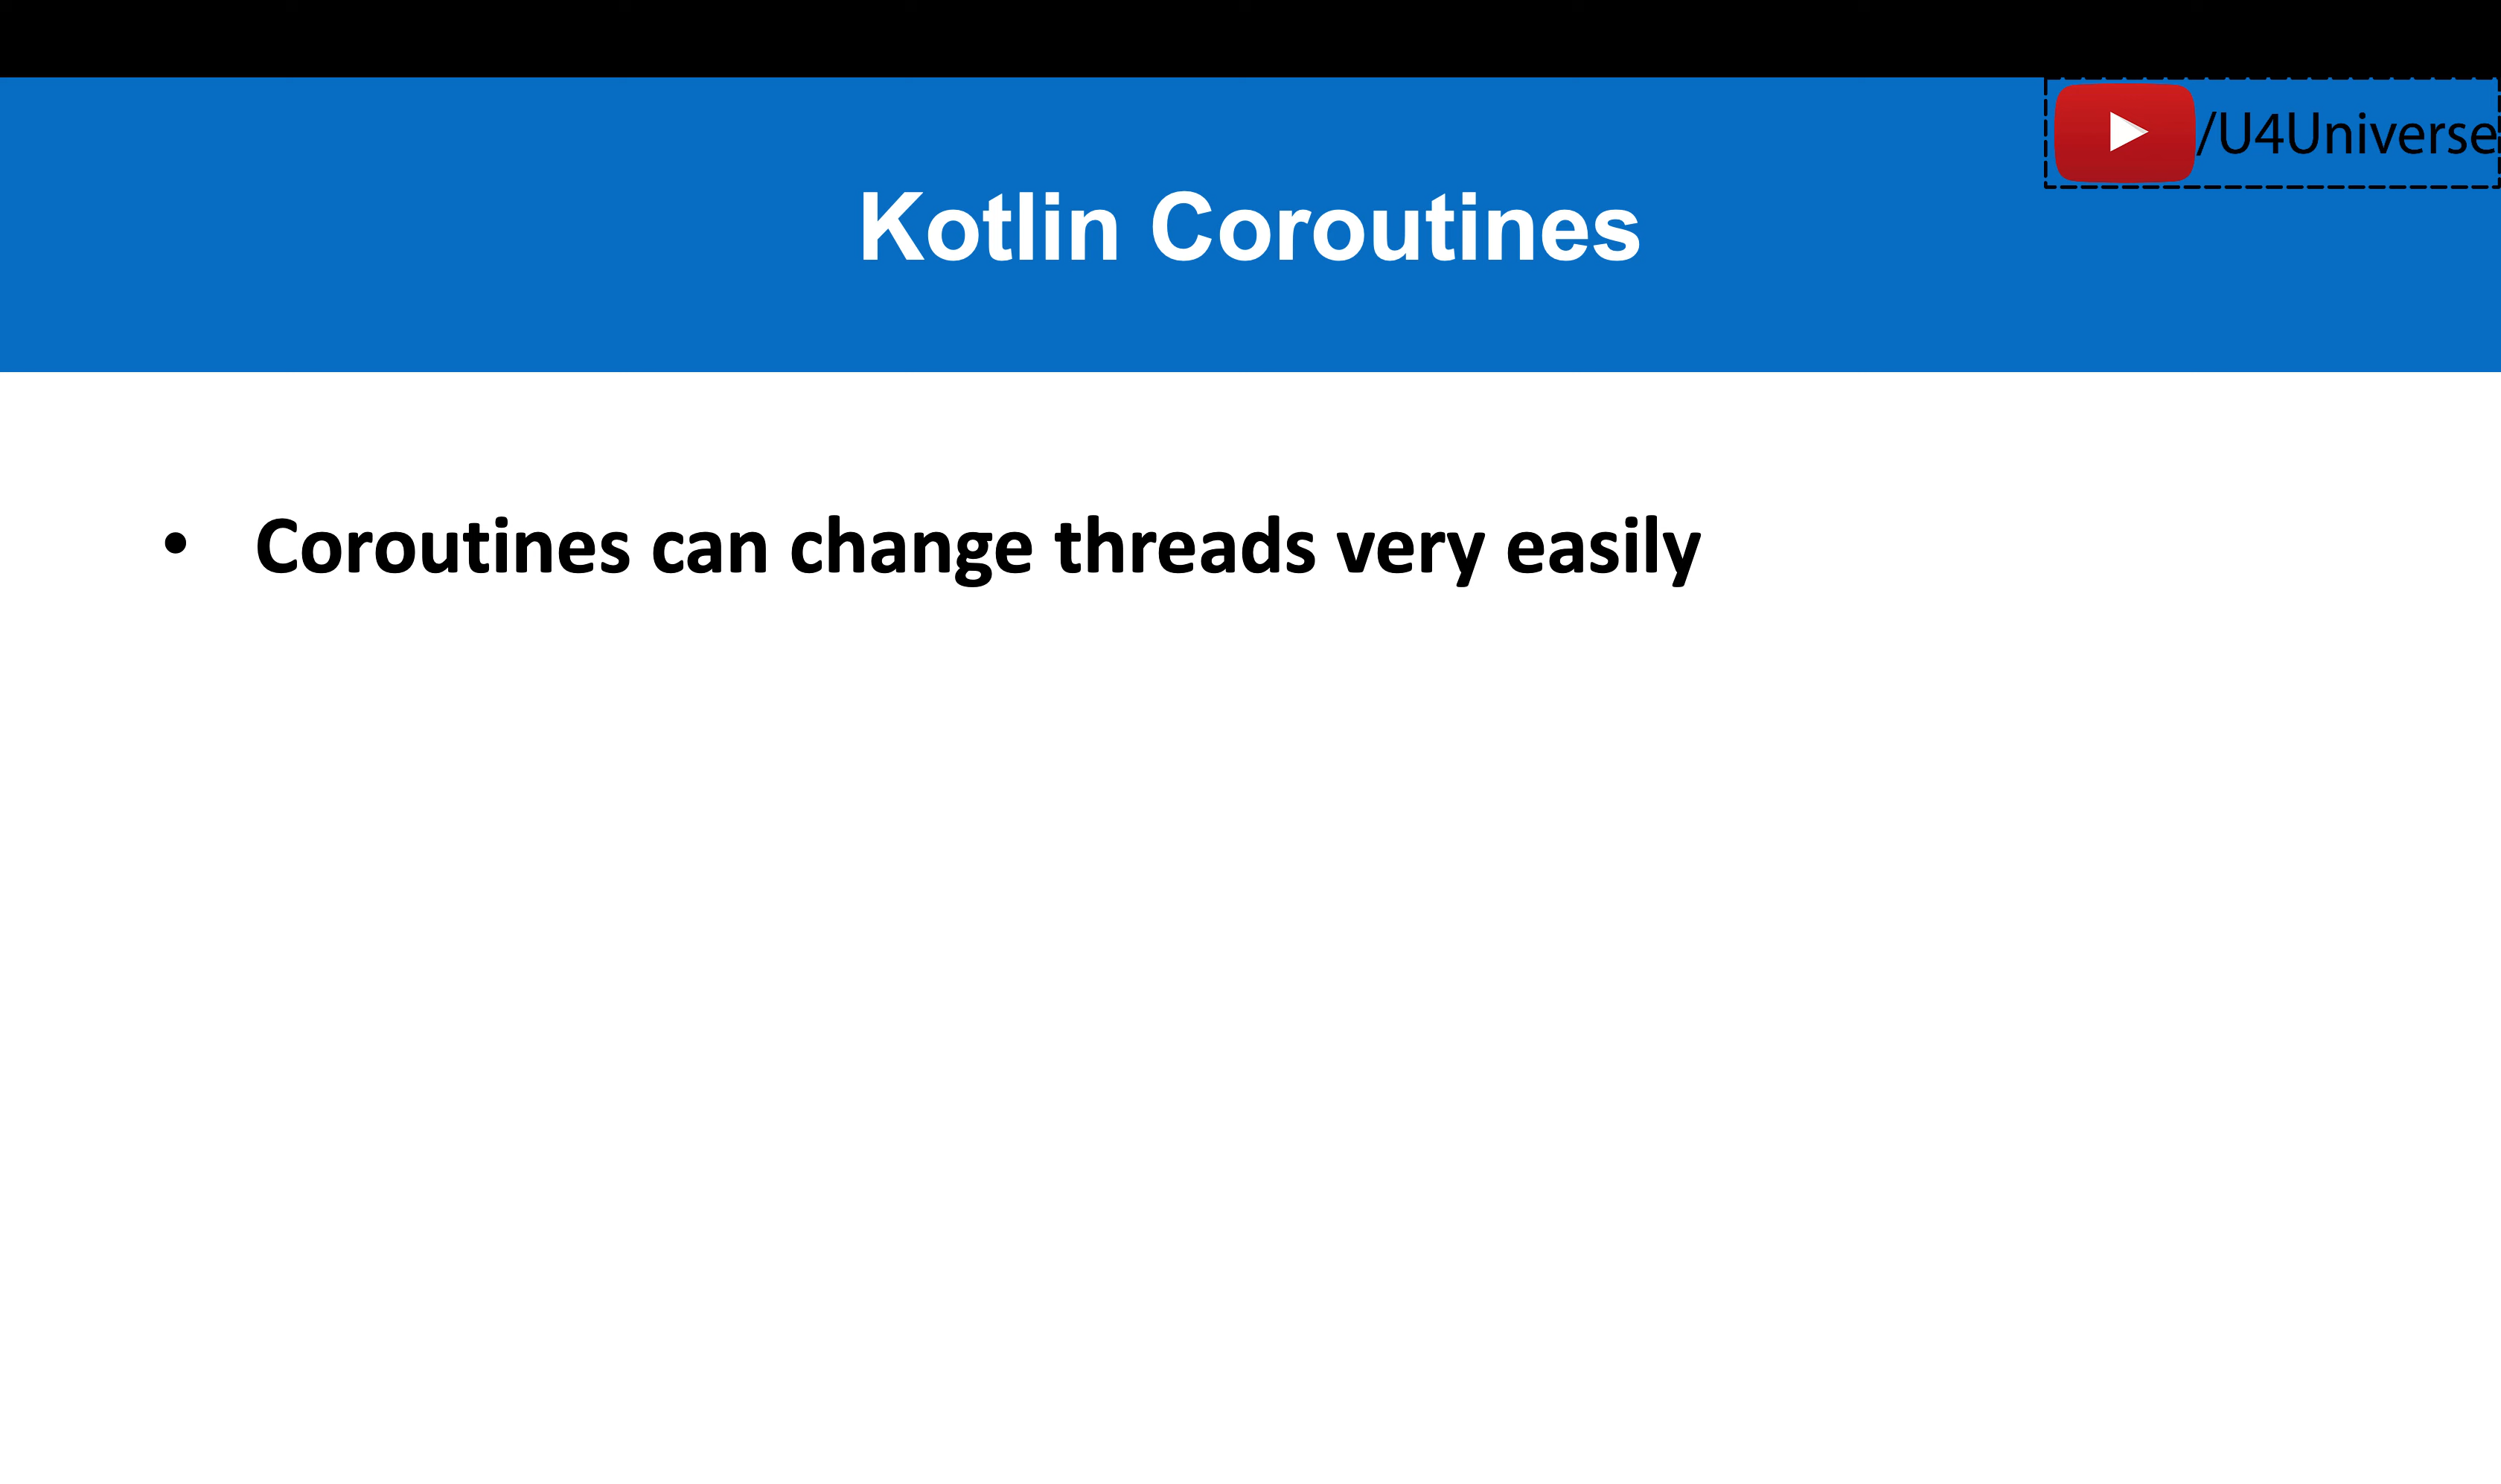 /U4Universe
Kotlin Coroutines
• Coroutines can change threads very easily